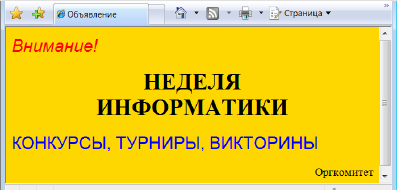 Объявление
Страница
Внимание!
НЕДЕЛЯ
ИНФОРМАТИКИ
КОНКУРСЫ, ТУРНИРЫ, ВИКТОРИНЫ
Оргкомитет